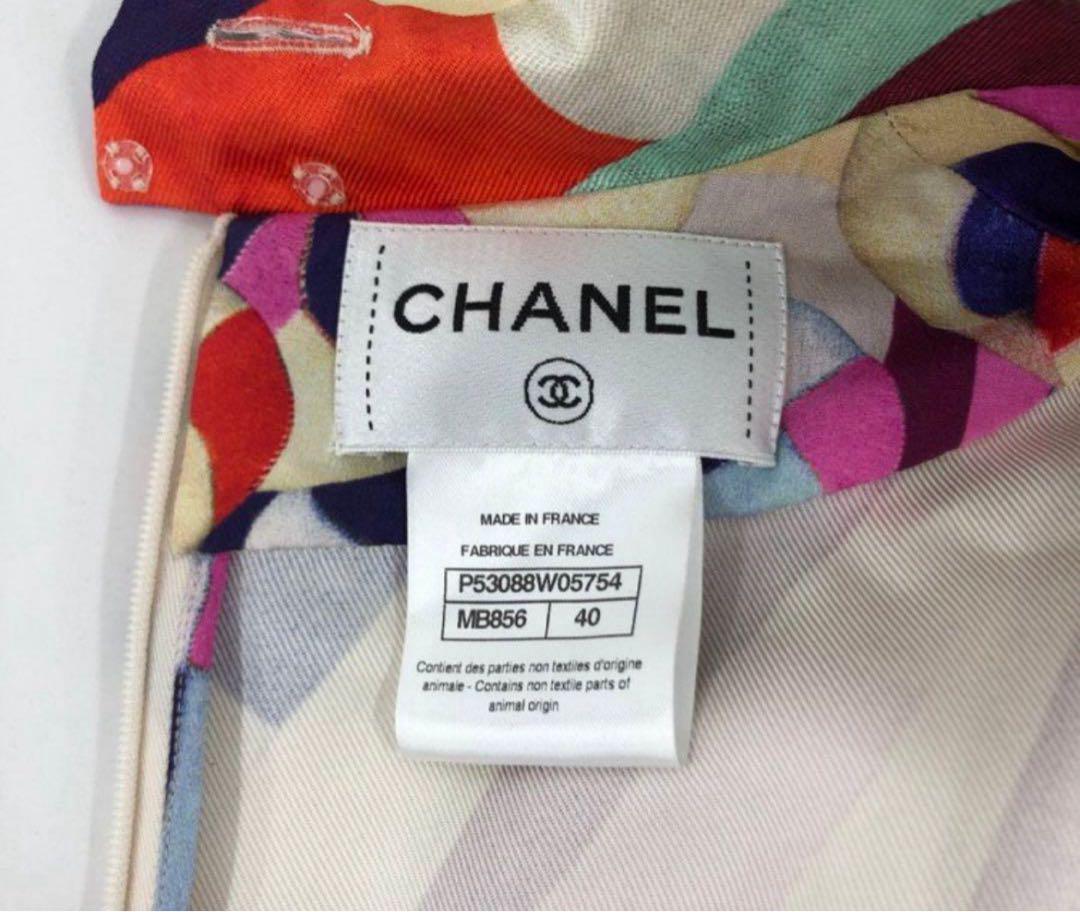 CHANEL
MADE IN FRANCE
FABRIQUE EN FRANCE
P53088W05754
MB856 40
Contient des parties non textiles d'origine
animale - Contains non textile parts of
animal origin